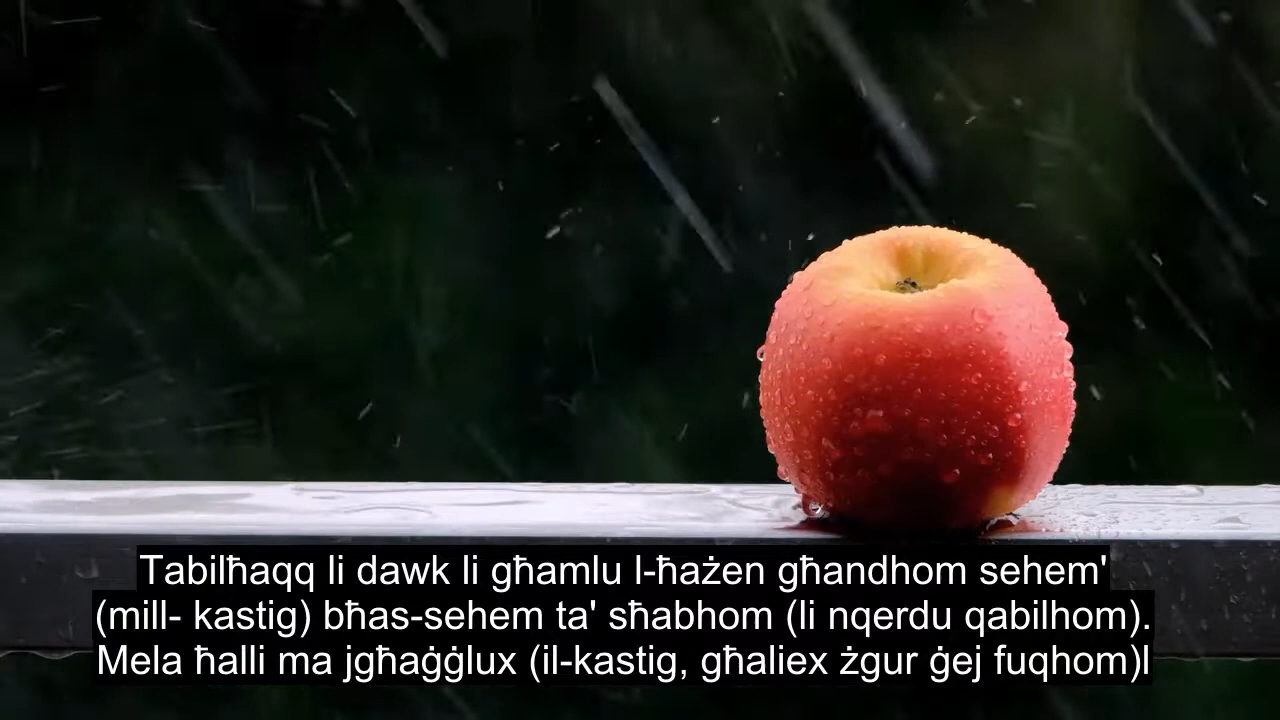 Tabilħaqq li dawk li għamlu l-ħażen għandhom sehem'
(mill- kastig) bħas-sehem ta' sħabhom (li nqerdu qabilhom).
Mela ħalli ma jgħaġġlux (il-kastig, għaliex żgur ġej fuqhom)l